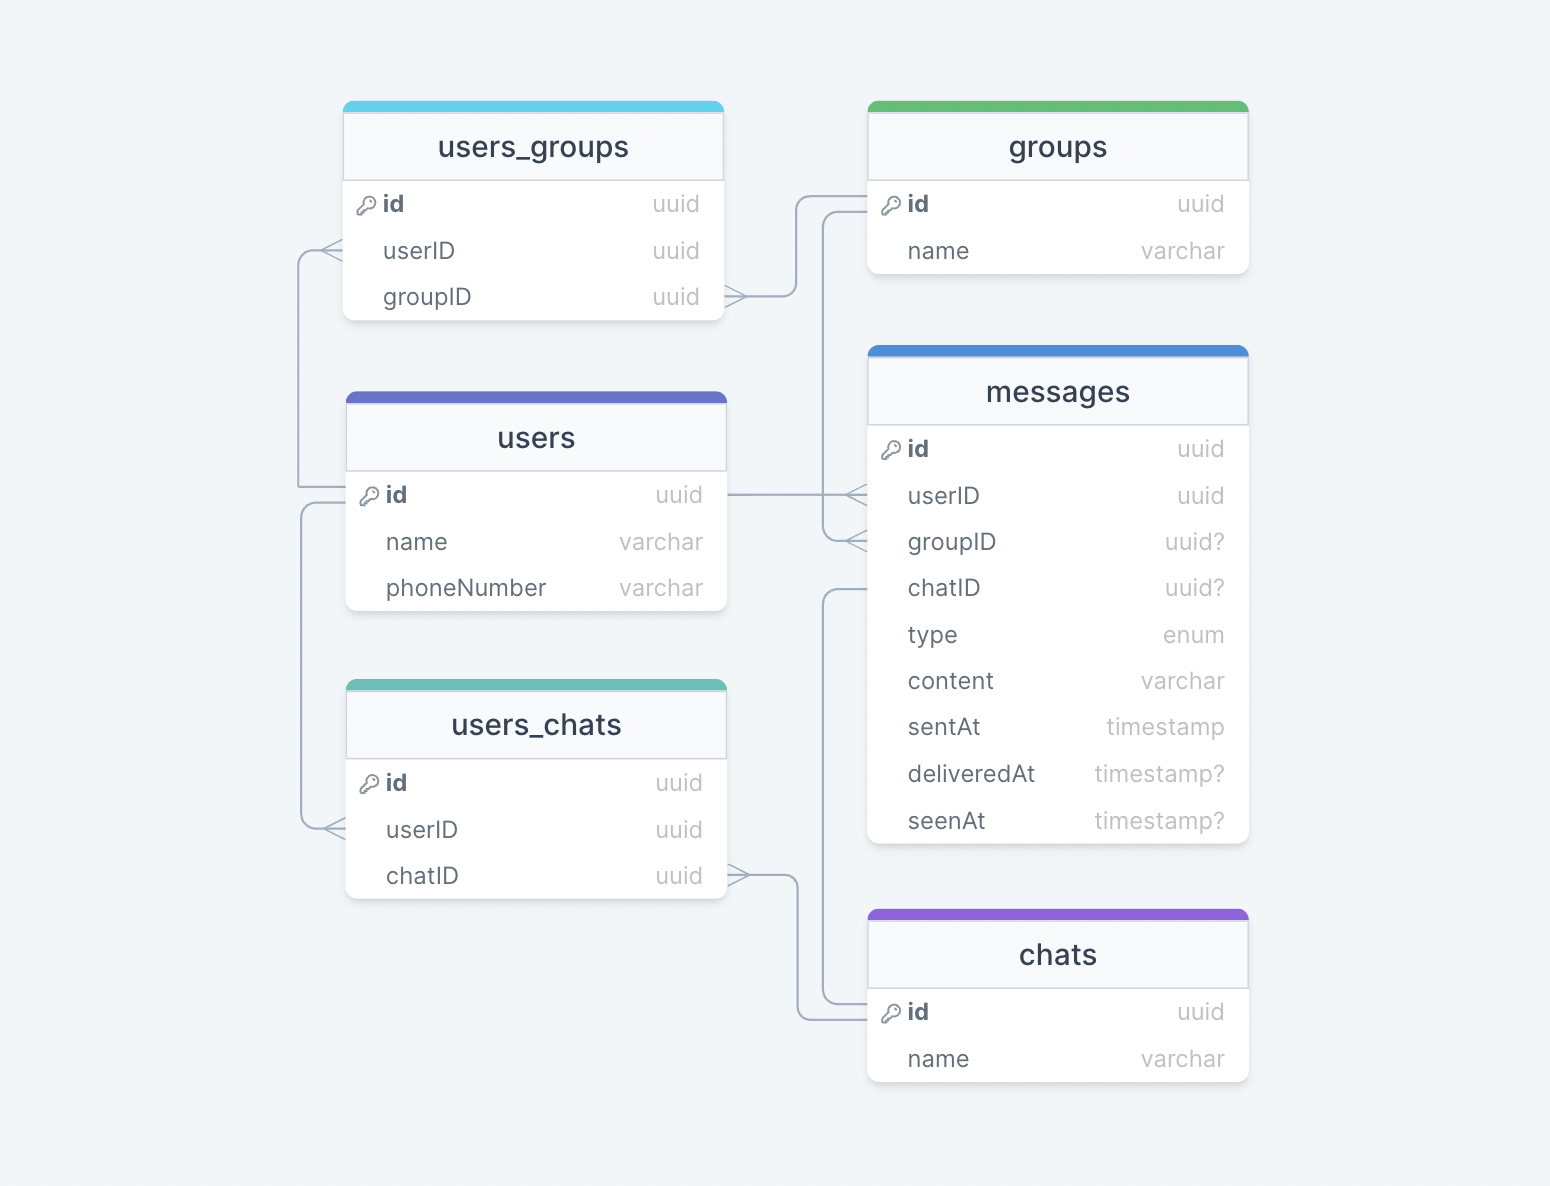 users_groups
id uuid
userID uuid
groupID uuid
groups
id uuid
name varchar
users
id uuid
name varchar
phoneNumber varchar
messages
id uuid
userID uuid
groupID uuid?
chatID uuid?
type enum
content varchar
sentAt timestamp
deliveredAt timestamp?
seenAt timestamp?
users_chats
id uuid
userID uuid
chatID uuid
chats
id uuid
name varchar